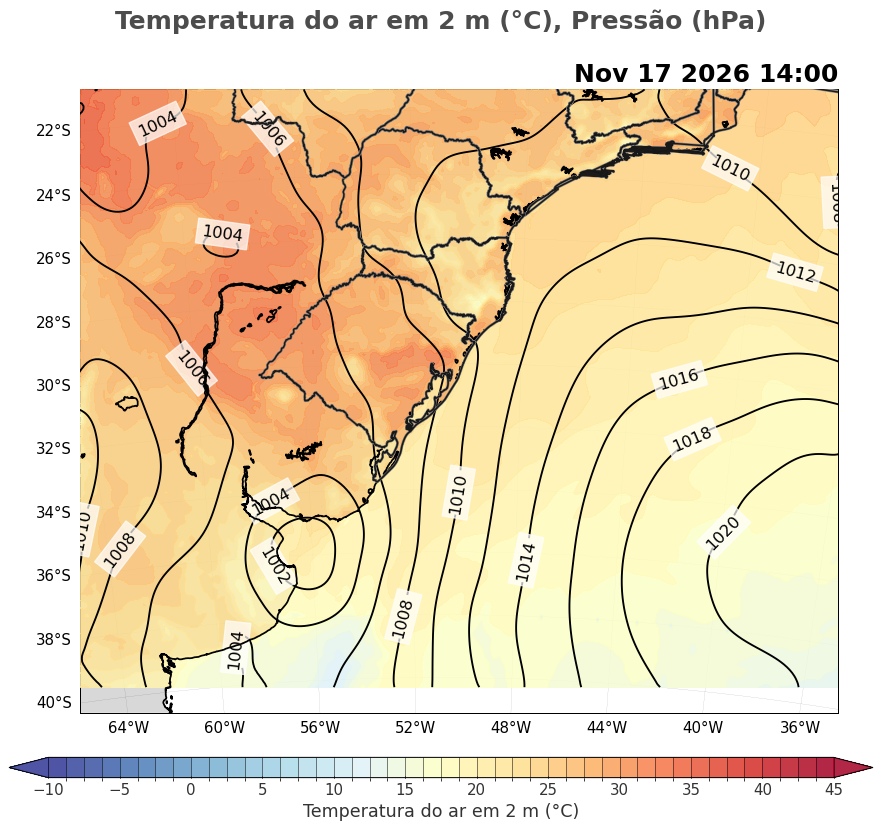 Temperatura do ar em 2 m (°C), Pressão (hPa)
Nov 17 2026 14:00
22°S
24°S
26°S
28°S
30°S
32°S
34°S
36°S
38°S
40°S
1004
1006
1010
1004
1012
1016
1018
1010
1004
1020
1010
1008
1002
1014
1008
1004
64°W
60°W
56°W
52°W
48°W
44°W
40°W
36°W
−10
−5
0
5
10
15
20
25
30
35
40
45
Temperatura do ar em 2 m (°C)